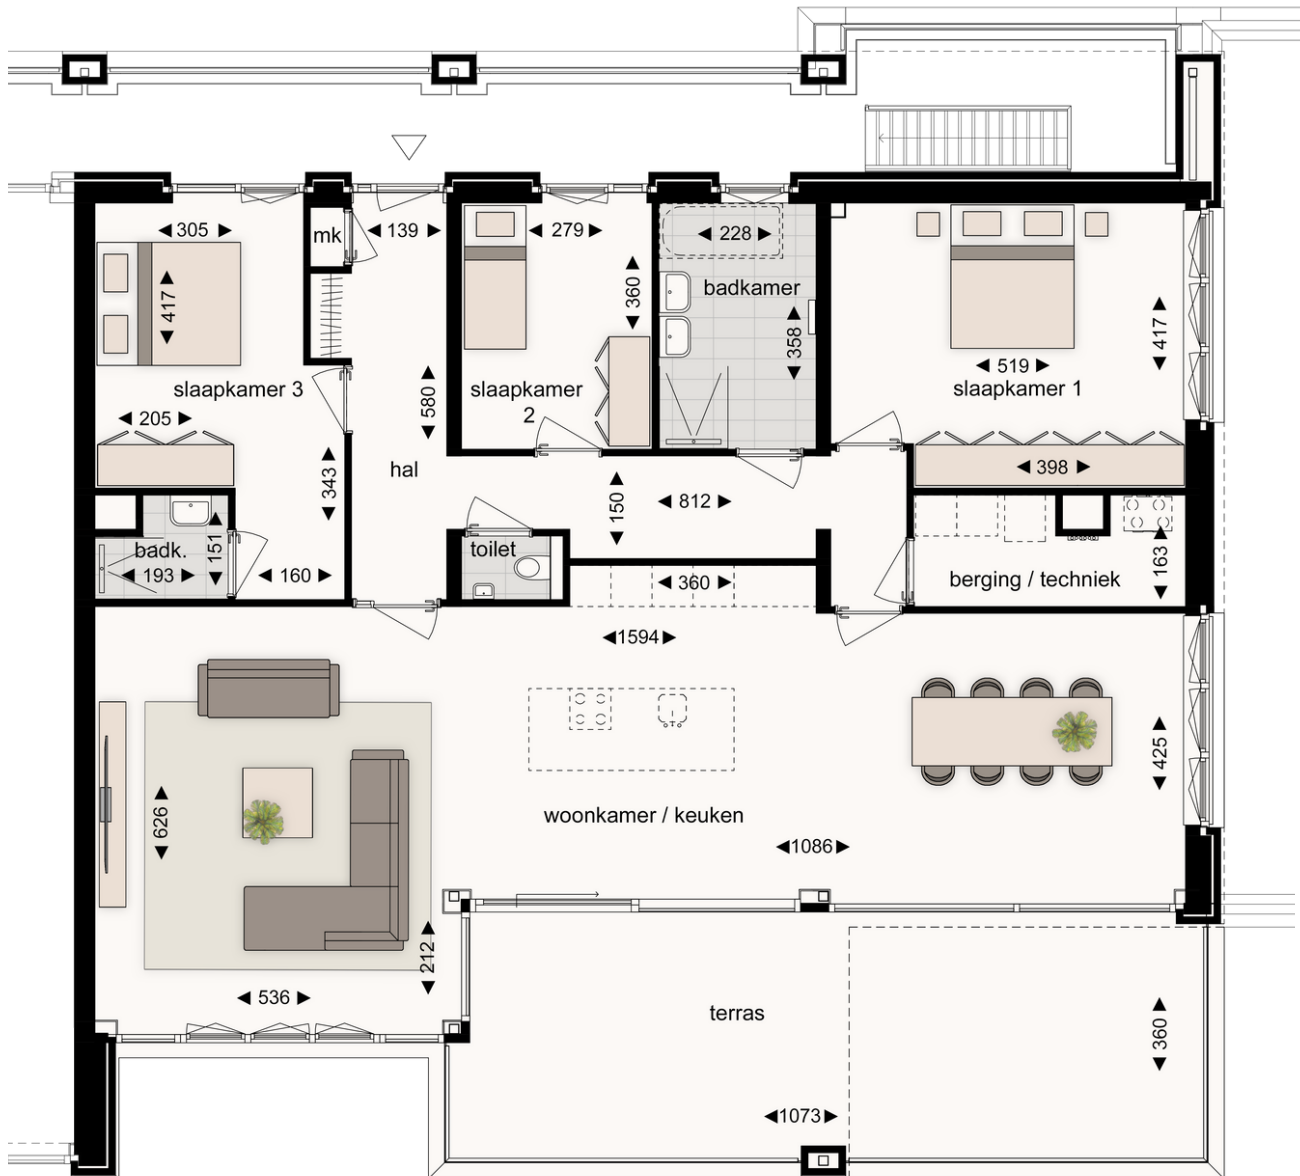 305
mk
139
279
228
417
360
badkamer
358
417
519
slaapkamer 3
580
slaapkamer
2
slaapkamer 1
205
343
hal
150
812
398
151
badk.
193
160
toilet
360
berging / techniek
163
1594
626
425
woonkamer / keuken
1086
212
536
terras
360
1073